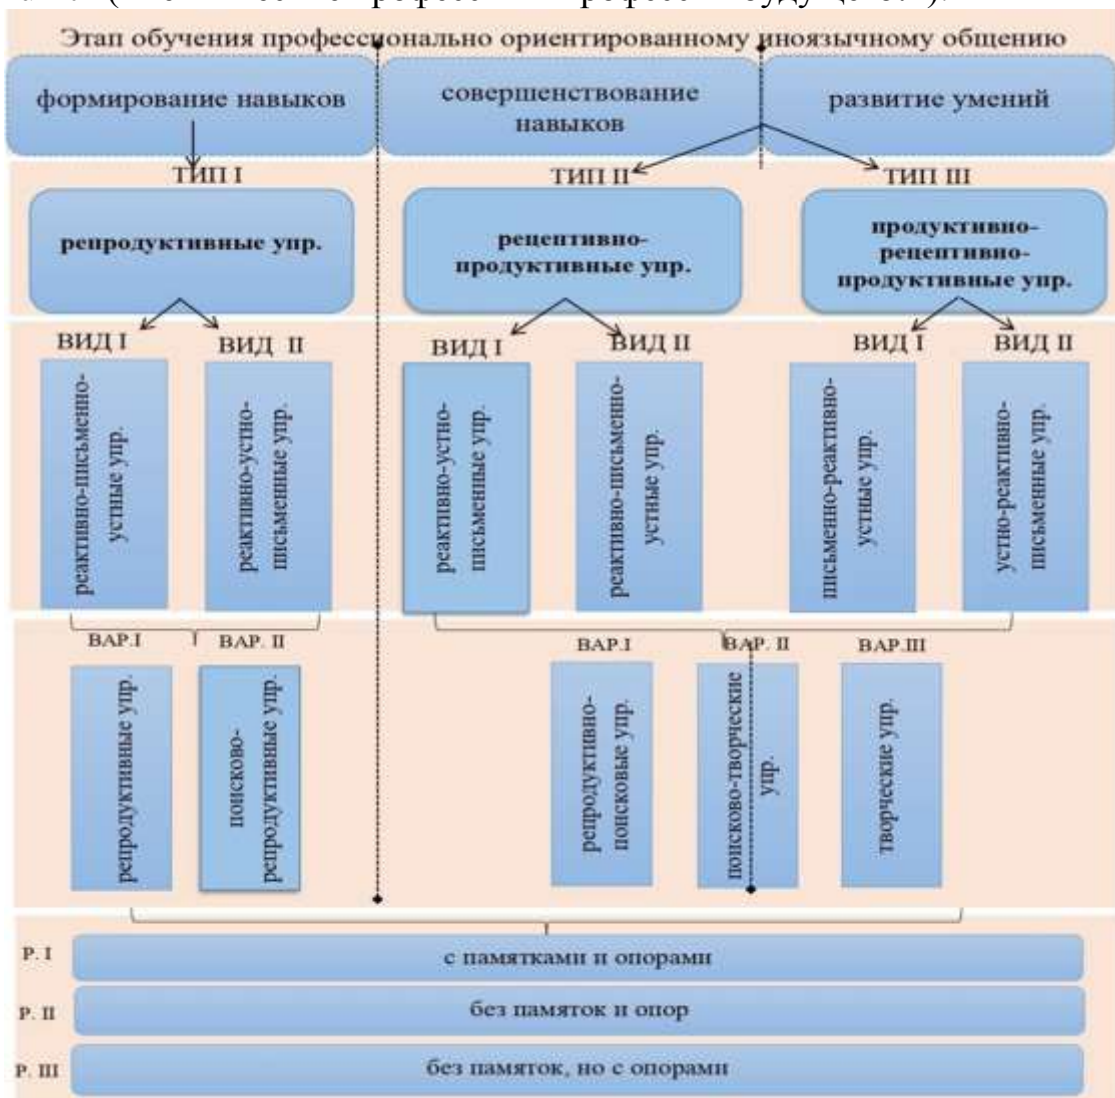 Этап обучения профессионально ориентированному иноязычному общению
формирование навыков
совершенствование
навыков
развитие умений
ТИП I
ТИП II
ТИП III
репродуктивные упр.
рецептивно-
продуктивные упр.
продуктивно-
рецептивно-
продуктивные упр.
ВИД I
ВИД II
ВИД I
ВИД II
ВИД I
ВИД II
реактивно-письменно-
устные упр.
реактивно-устно-
письменные упр.
реактивно-устно-
письменные упр.
реактивно-письменно-
устные упр.
письменно-реактивно-
устные упр.
устно-реактивно-
письменные упр.
ВАР.I
ВАР. II
ВАР.I
ВАР. II
ВАР.III
репродуктивные упр.
поисково-
репродуктивные упр.
репродуктивно-
поисковые упр.
поисково-творческие
упр.
творческие упр.
Р. I
с памятками и опорами
Р. II
без памяток и опор
Р. III
без памяток, но с опорами